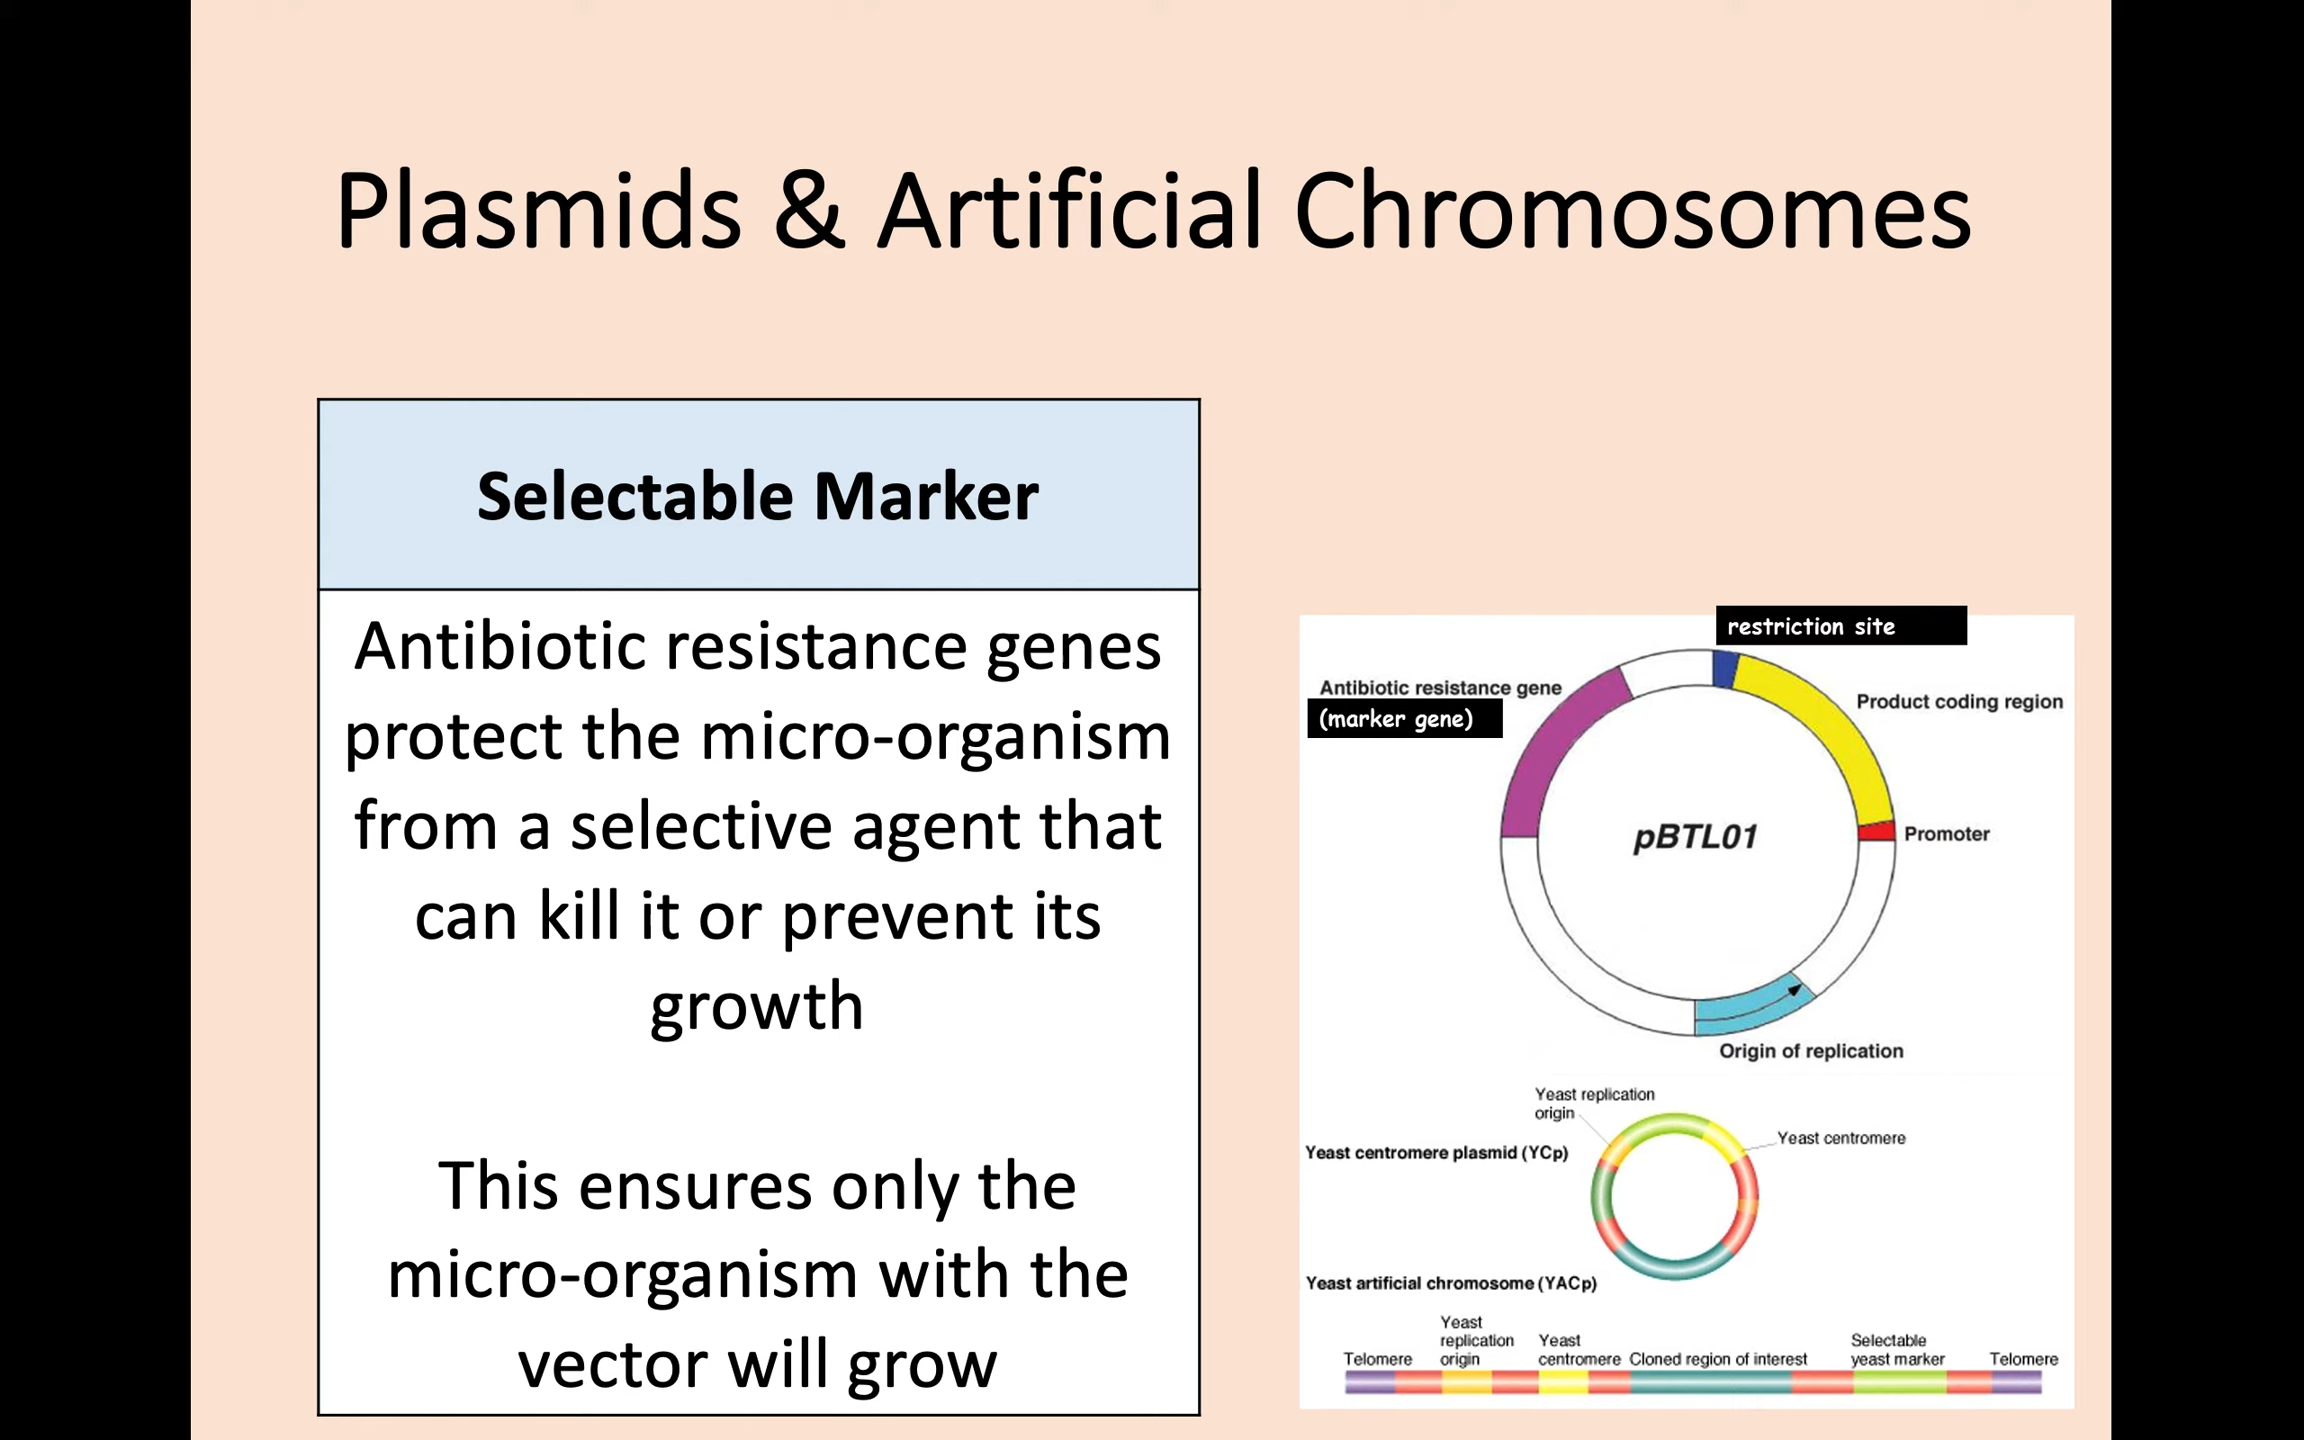 Plasmids & Artificial Chromosomes
Selectable Marker
Antibiotic resistance genes
protect the micro-organism
from a selective agent that
can kill it or prevent its
growth
This ensures only the
micro-organism with the
vector will grow
restriction site
Antibiotic resistance gene
(marker gene)
Product coding region
pBTL01
Promoter
Origin of replication
Yeast replication
origin
Yeast centromere
Yeast centromere plasmid (YCp)
Yeast artificial chromosome (YACp)
Telomere
Yeast
replication
origin
Yeast
centromere
Cloned region of interest
Selectable
yeast marker
Telomere